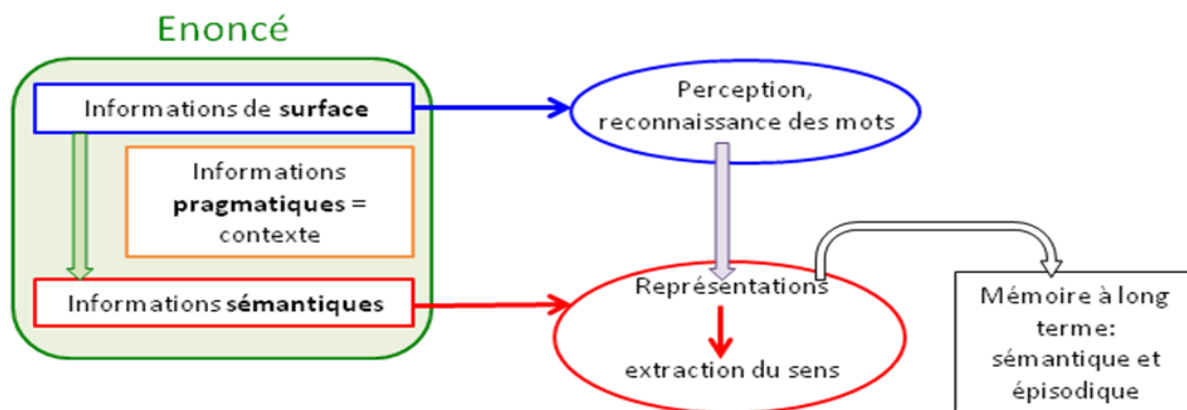 Enoncé
Informations de surface
Informations
pragmatiques =
contexte
Informations sémantiques
Perception,
reconnaissance des mots
Représentations
extraction du sens
Mémoire à long
terme:
sémantique et
épisodique